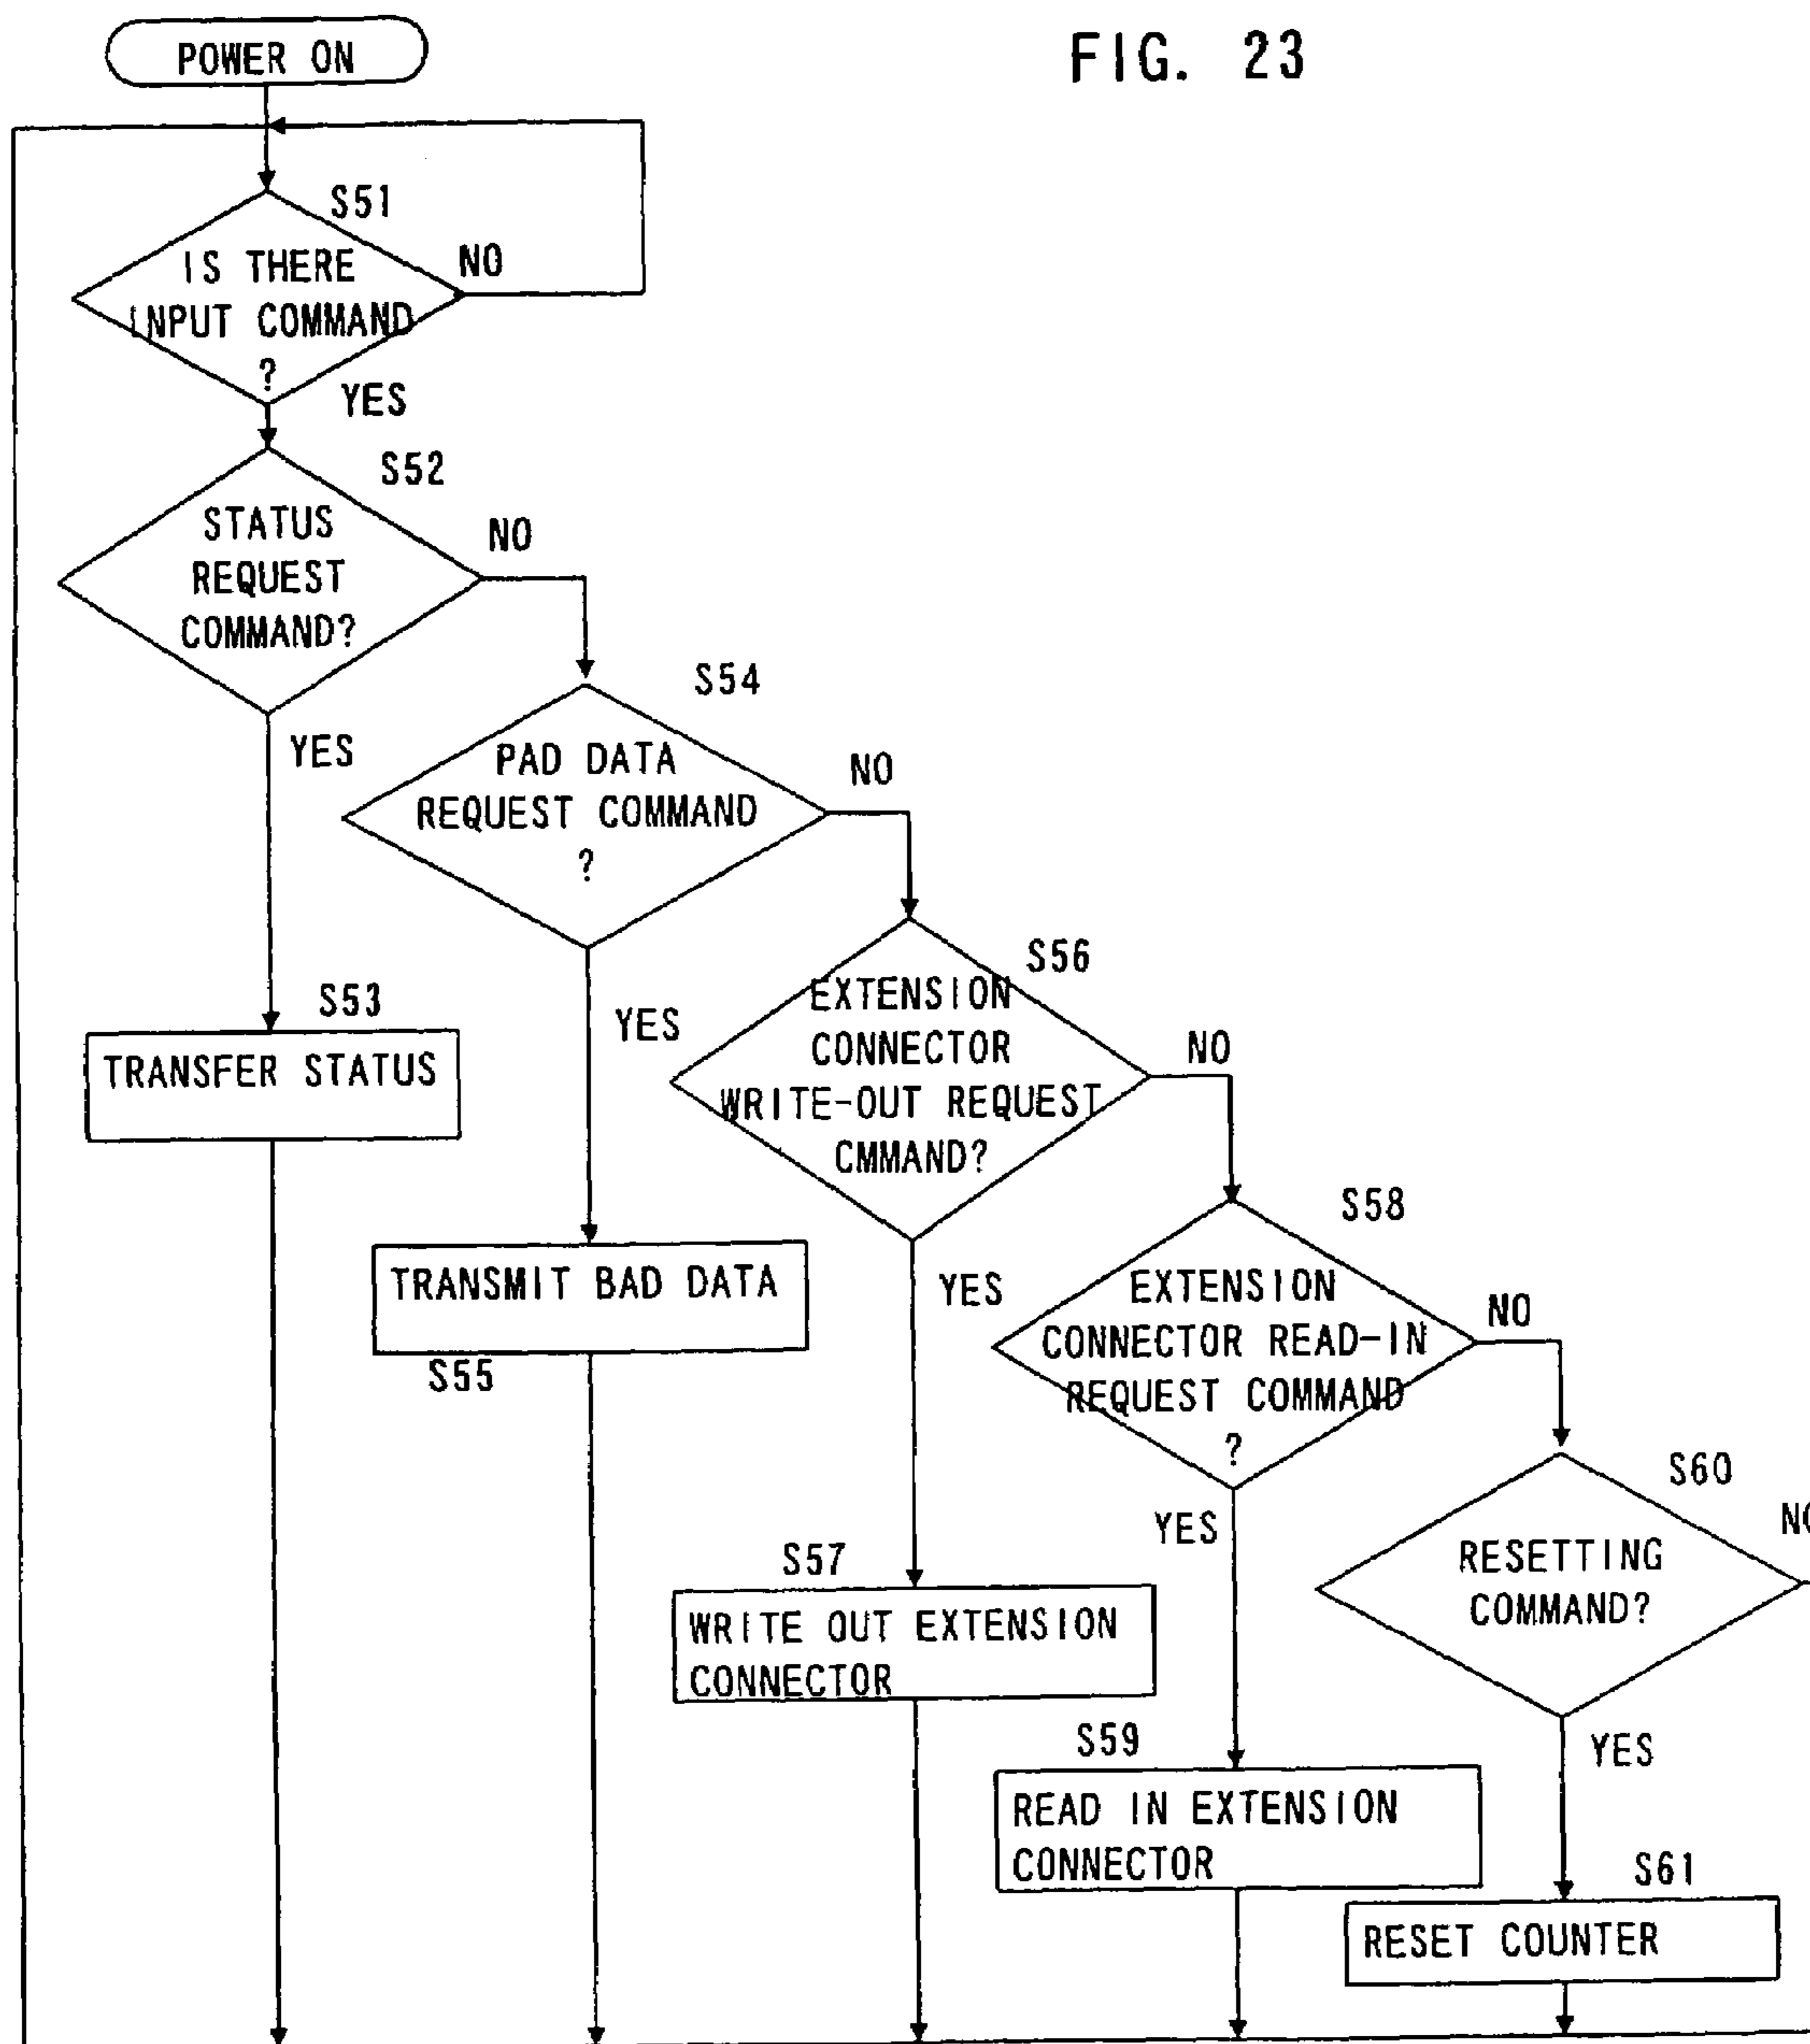 FIG. 23
POWER ON
S51
IS THERE
INPUT COMMAND
?
NO
YES
S52
STATUS
REQUEST
COMMAND?
NO
YES
S54
PAD DATA
REQUEST COMMAND
?
NO
YES
S53
TRANSFER STATUS
S56
EXTENSION
CONNECTOR
WRITE-OUT REQUEST
CMMAND?
NO
YES
TRANSMIT BAD DATA
S55
S58
EXTENSION
CONNECTOR READ-IN
REQUEST COMMAND
?
NO
YES
S57
WRITE OUT EXTENSION
CONNECTOR
S60
RESETTING
COMMAND?
NO
YES
S59
READ IN EXTENSION
CONNECTOR
S61
RESET COUNTER